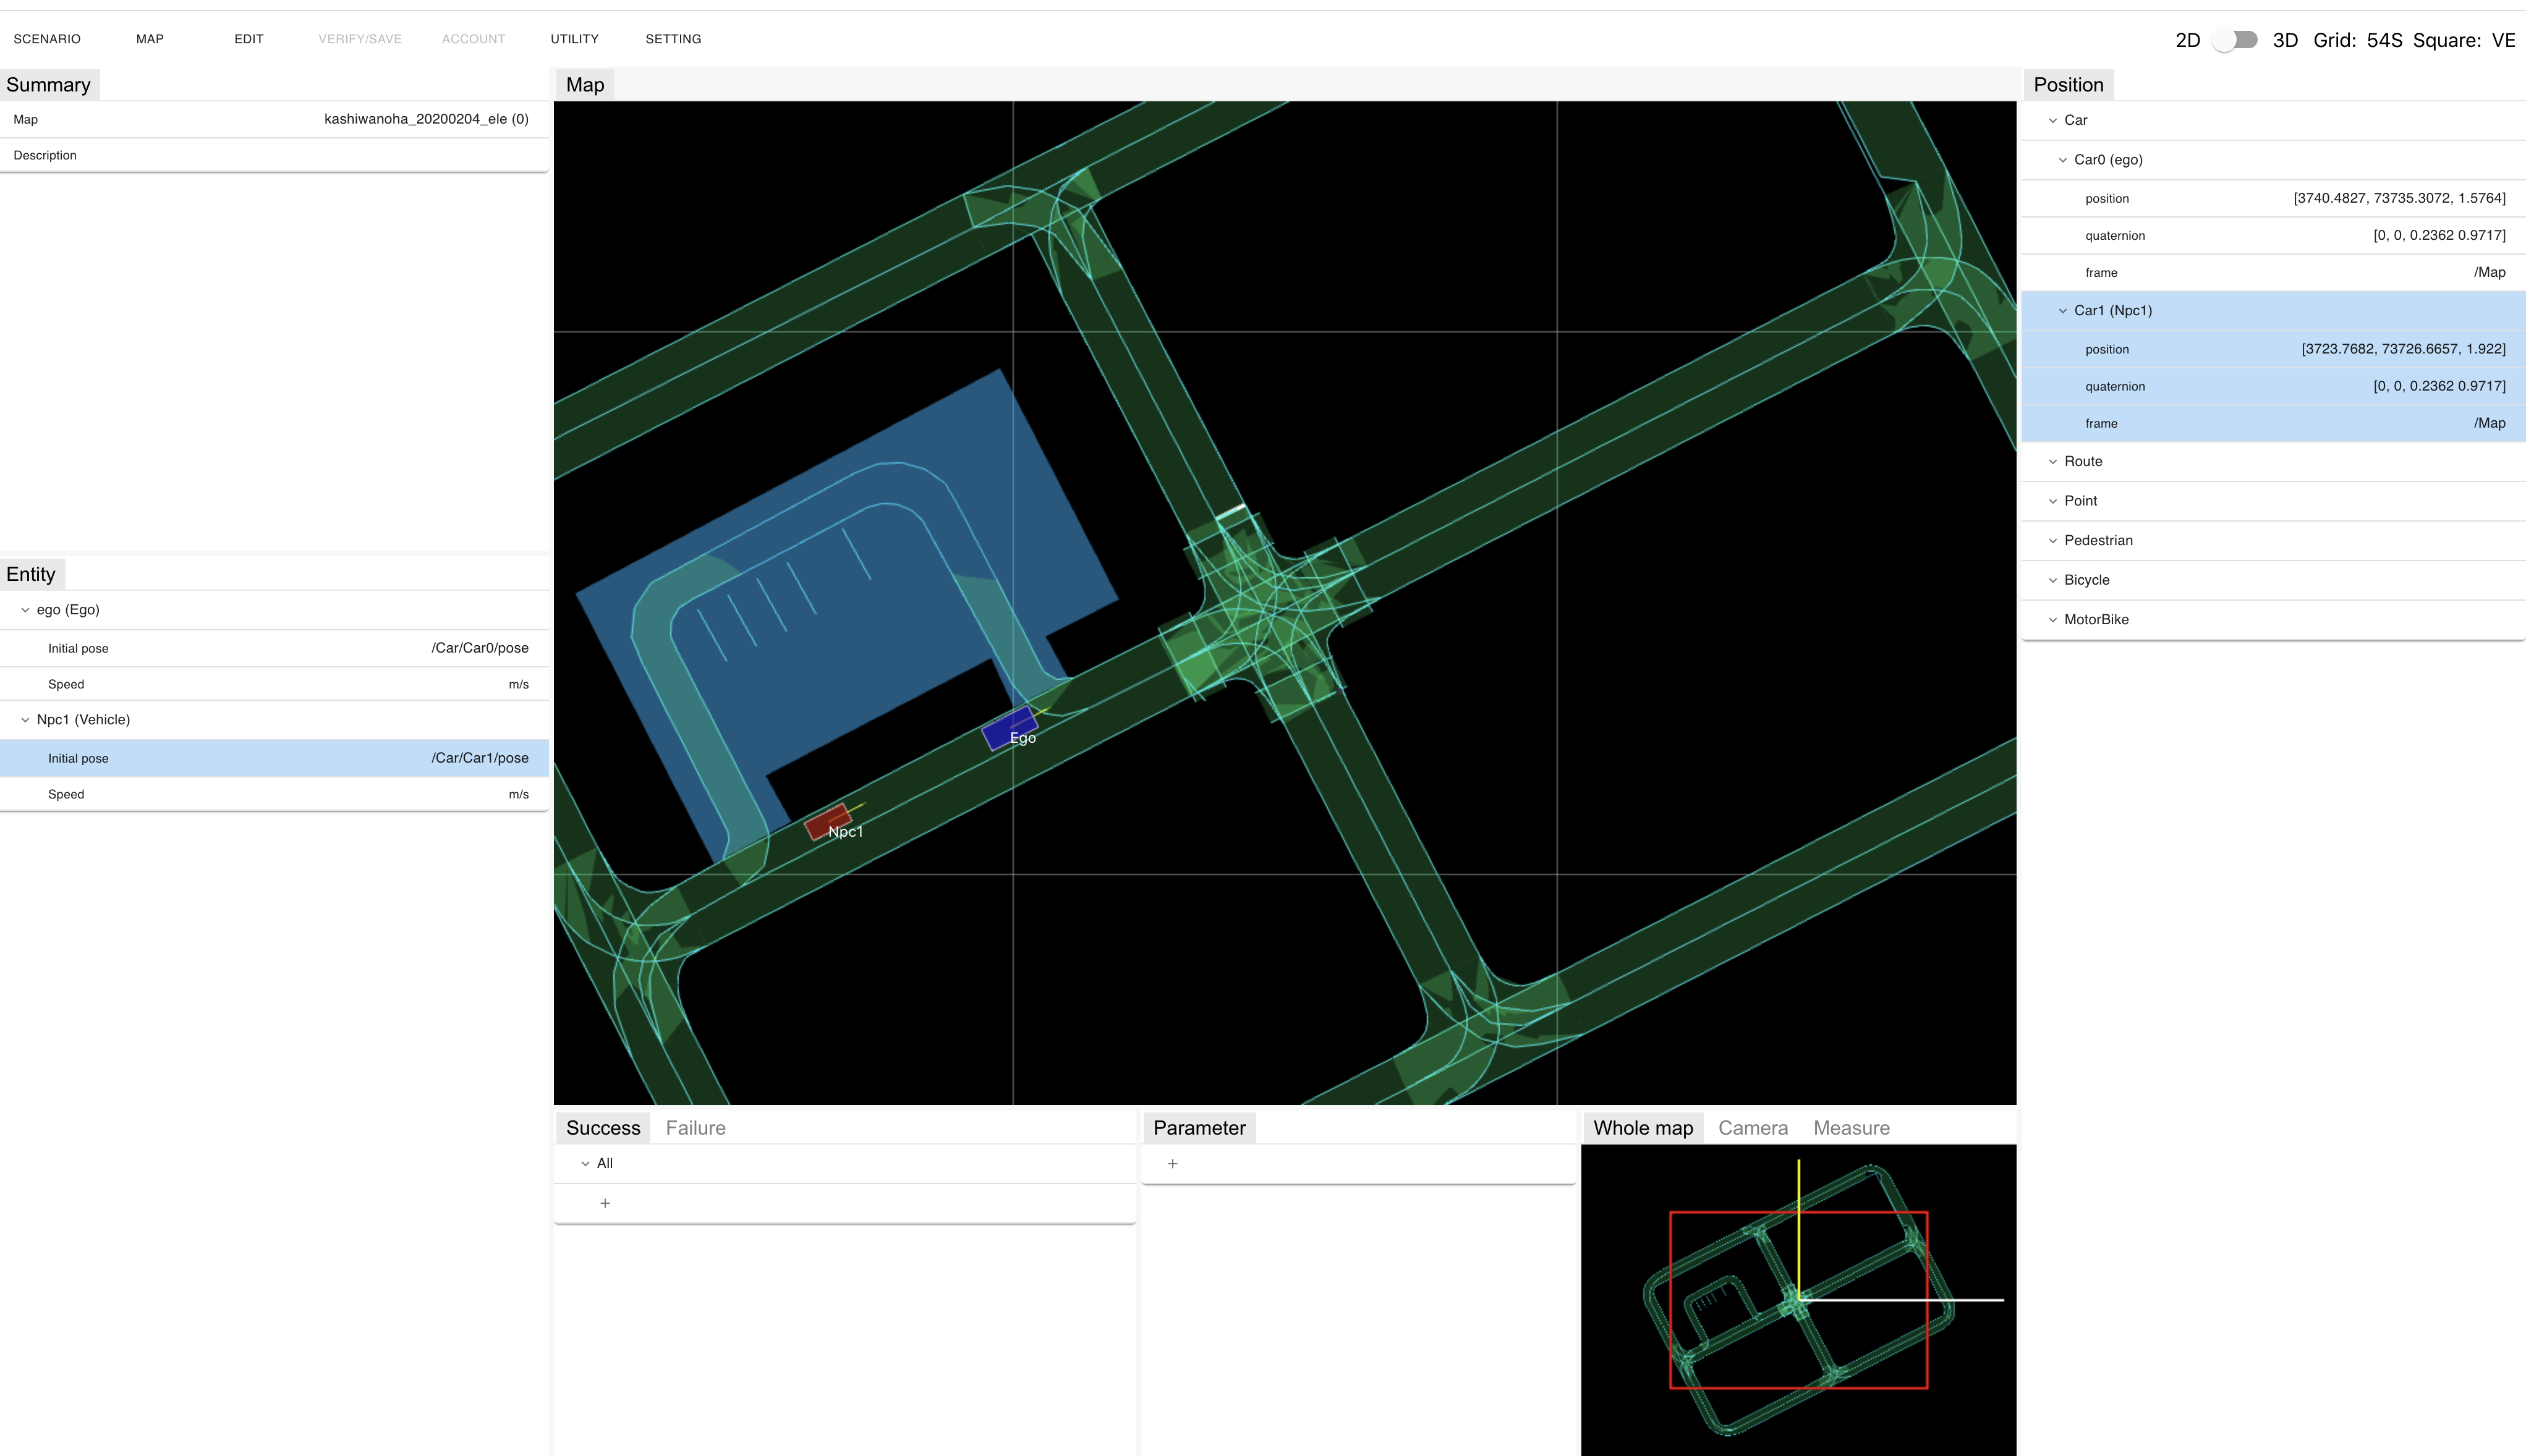 SCENARIO MAP EDIT VERIFY/SAVE ACCOUNT UTILITY SETTING 2D 3D Grid: 54S Square: VE
Summary
Map kashiwanoha_20200204_ele (0)
Description
Entity
ego (Ego)
Initial pose /Car/Car0/pose
Speed m/s
Npc1 (Vehicle)
Initial pose /Car/Car1/pose
Speed m/s
Map
Ego
Npc1
Success Failure
All
+
Parameter
+
Whole map Camera Measure
Position
Car
Car0 (ego)
position [3740.4827, 73735.3072, 1.5764]
quaternion [0, 0, 0.2362 0.9717]
frame /Map
Car1 (Npc1)
position [3723.7682, 73726.6657, 1.922]
quaternion [0, 0, 0.2362 0.9717]
frame /Map
Route
Point
Pedestrian
Bicycle
MotorBike